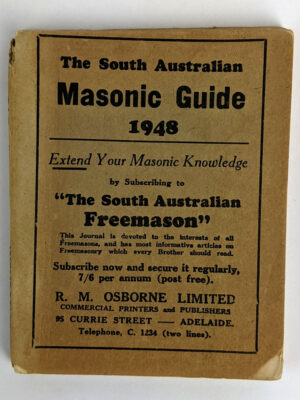 The South Australian
Masonic Guide
1948
Extend Your Masonic Knowledge
by Subscribing to
"The South Australian
Freemason"
This Journal is devoted to the interests of all
Freemasons, and has most informative articles on
Freemasonry which every Brother should read.
Subscribe now and secure it regularly,
7/6 per annum (post free).
R. M. OSBORNE LIMITED
COMMERCIAL PRINTERS and PUBLISHERS
95 CURRIE STREET — ADELAIDE.
Telephone, C. 1234 (two lines).